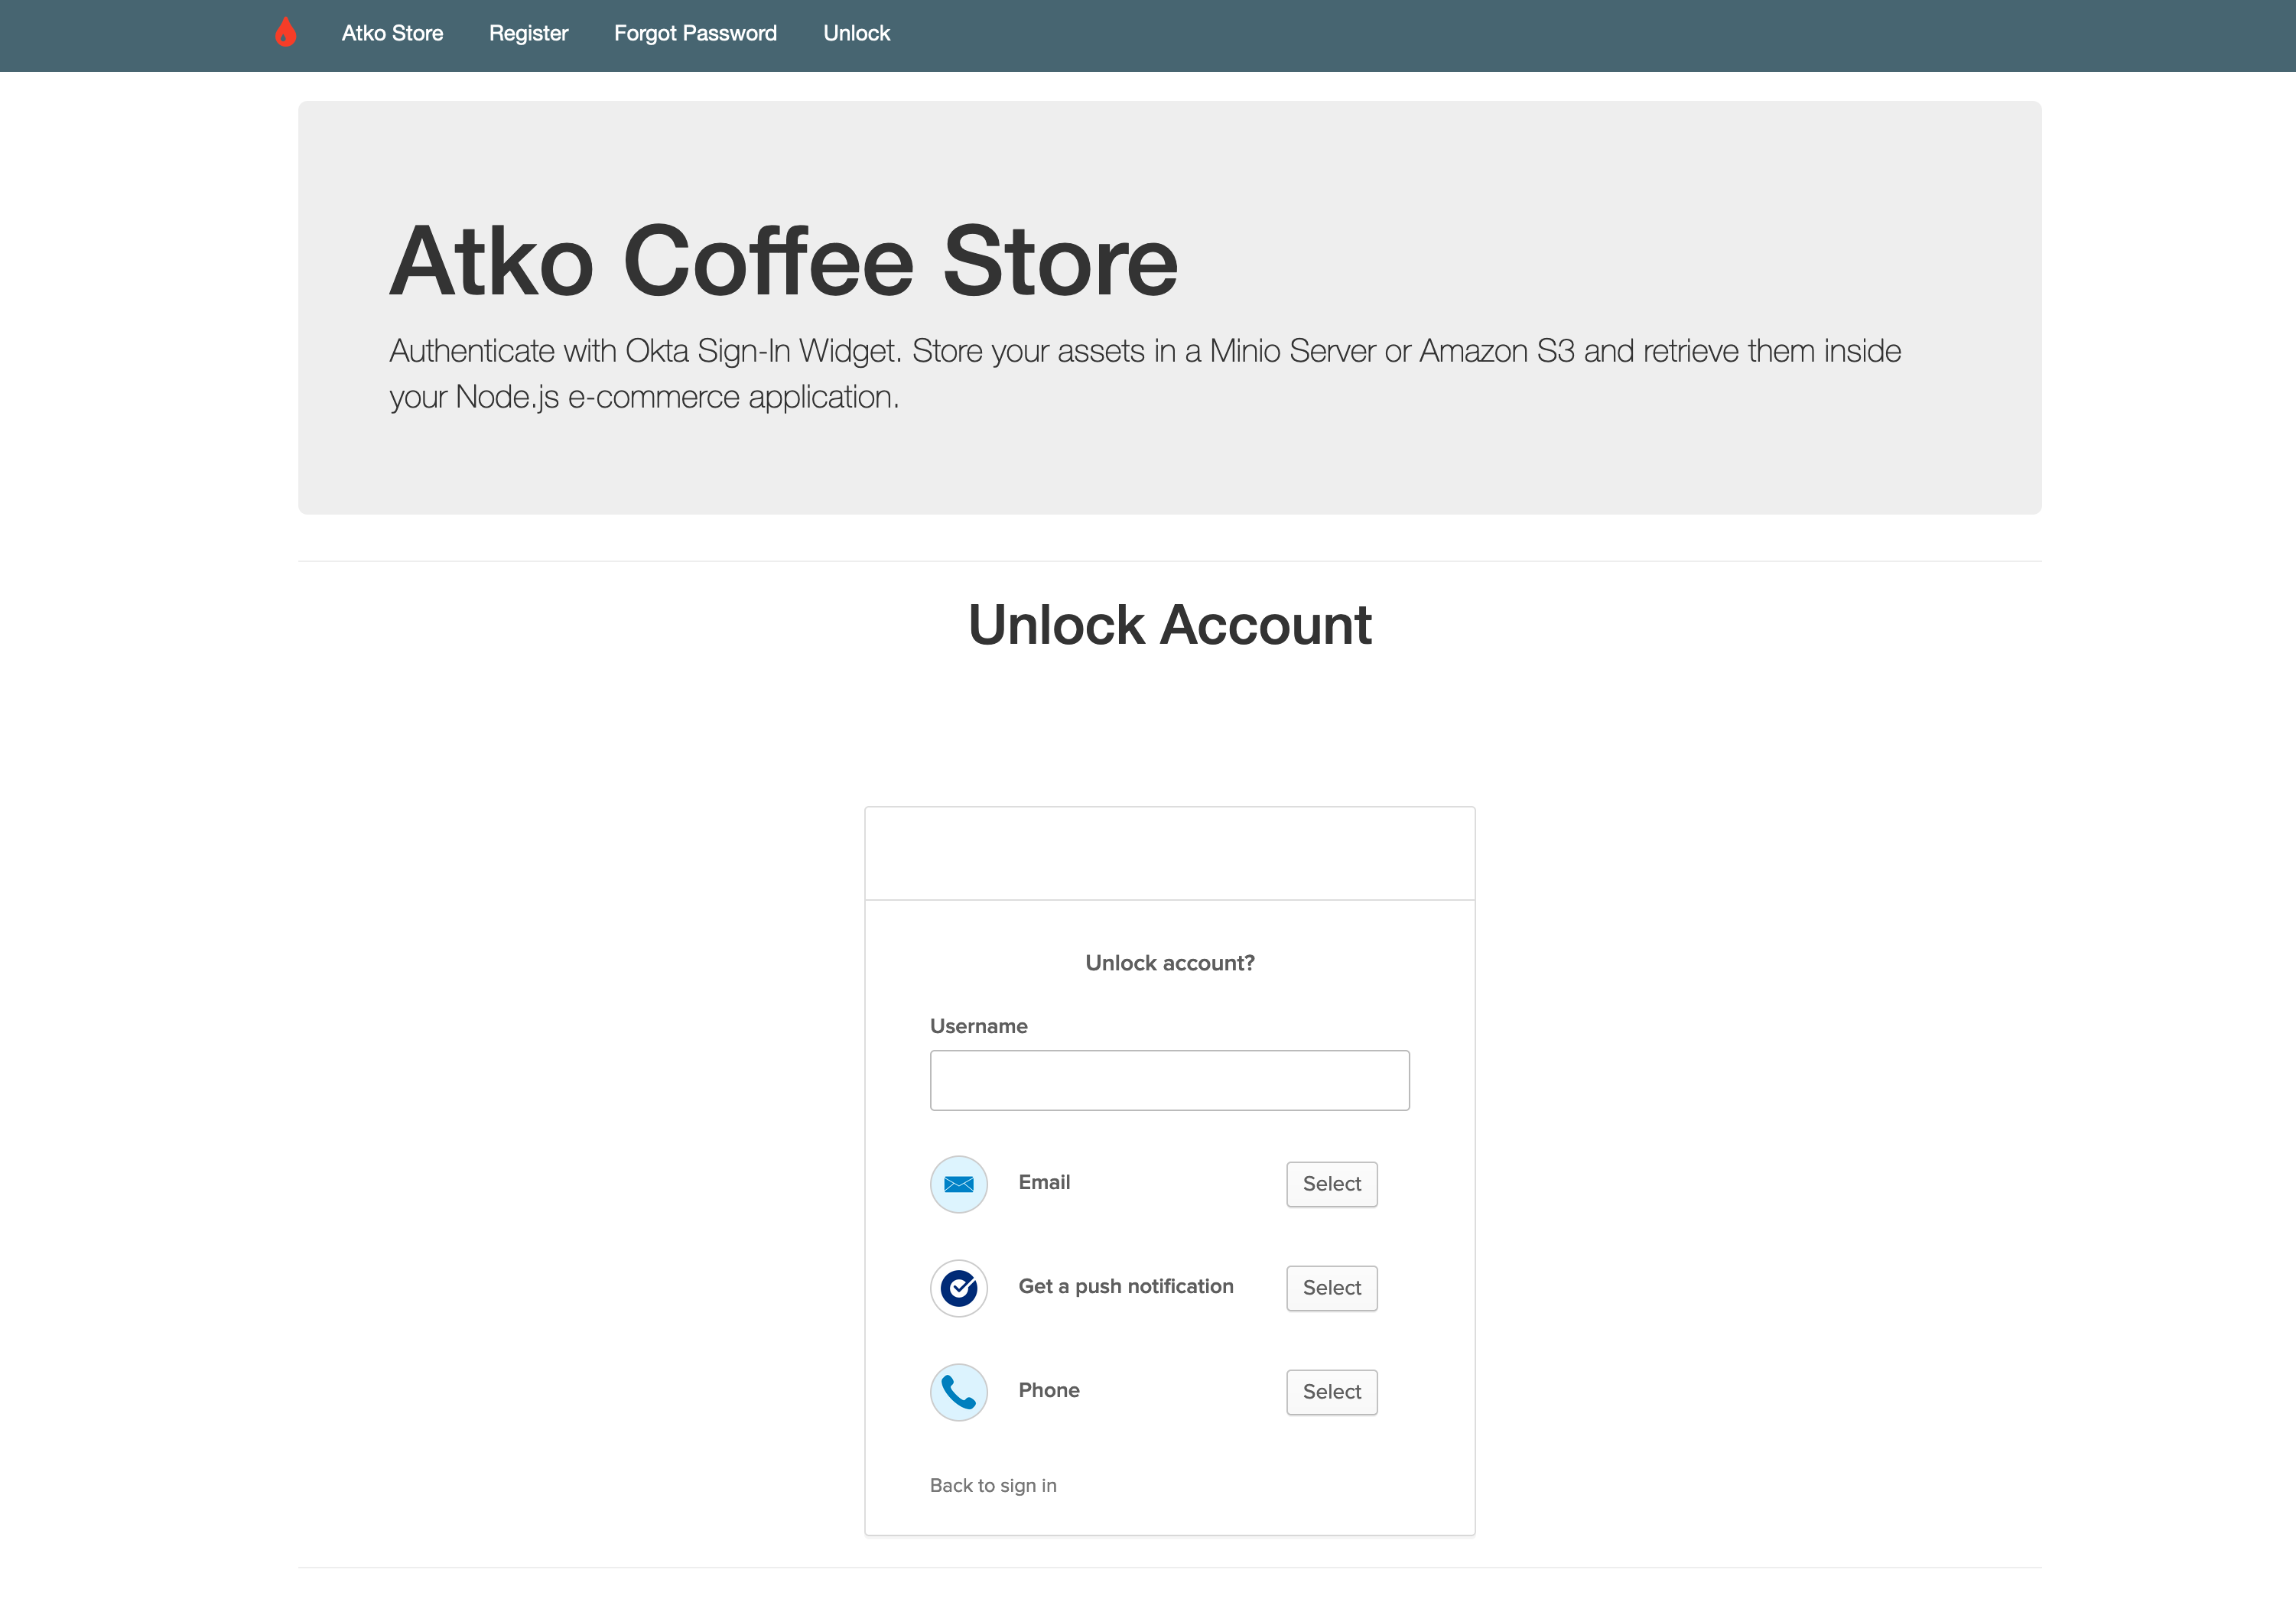 Atko Store Register Forgot Password Unlock
Atko Coffee Store
Authenticate with Okta Sign-In Widget. Store your assets in a Minio Server or Amazon S3 and retrieve them inside
your Node.js e-commerce application.
Unlock Account
Unlock account?
Username
Email Select
Get a push notification Select
Phone Select
Back to sign in